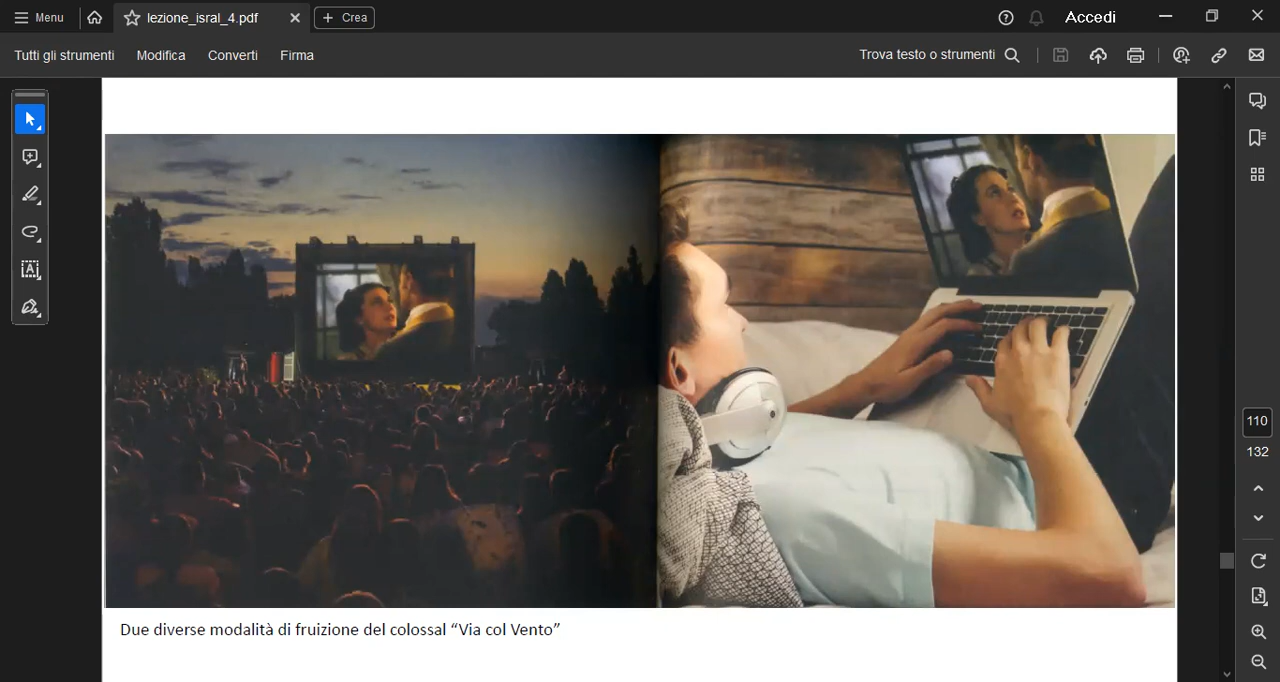 Menu
lezione_isral_4.pdf
Crea
Accedi
Tutti gli strumenti
Modifica
Converti
Firma
Trova testo o strumenti
110
132
Due diverse modalità di fruizione del colossal “Via col Vento”